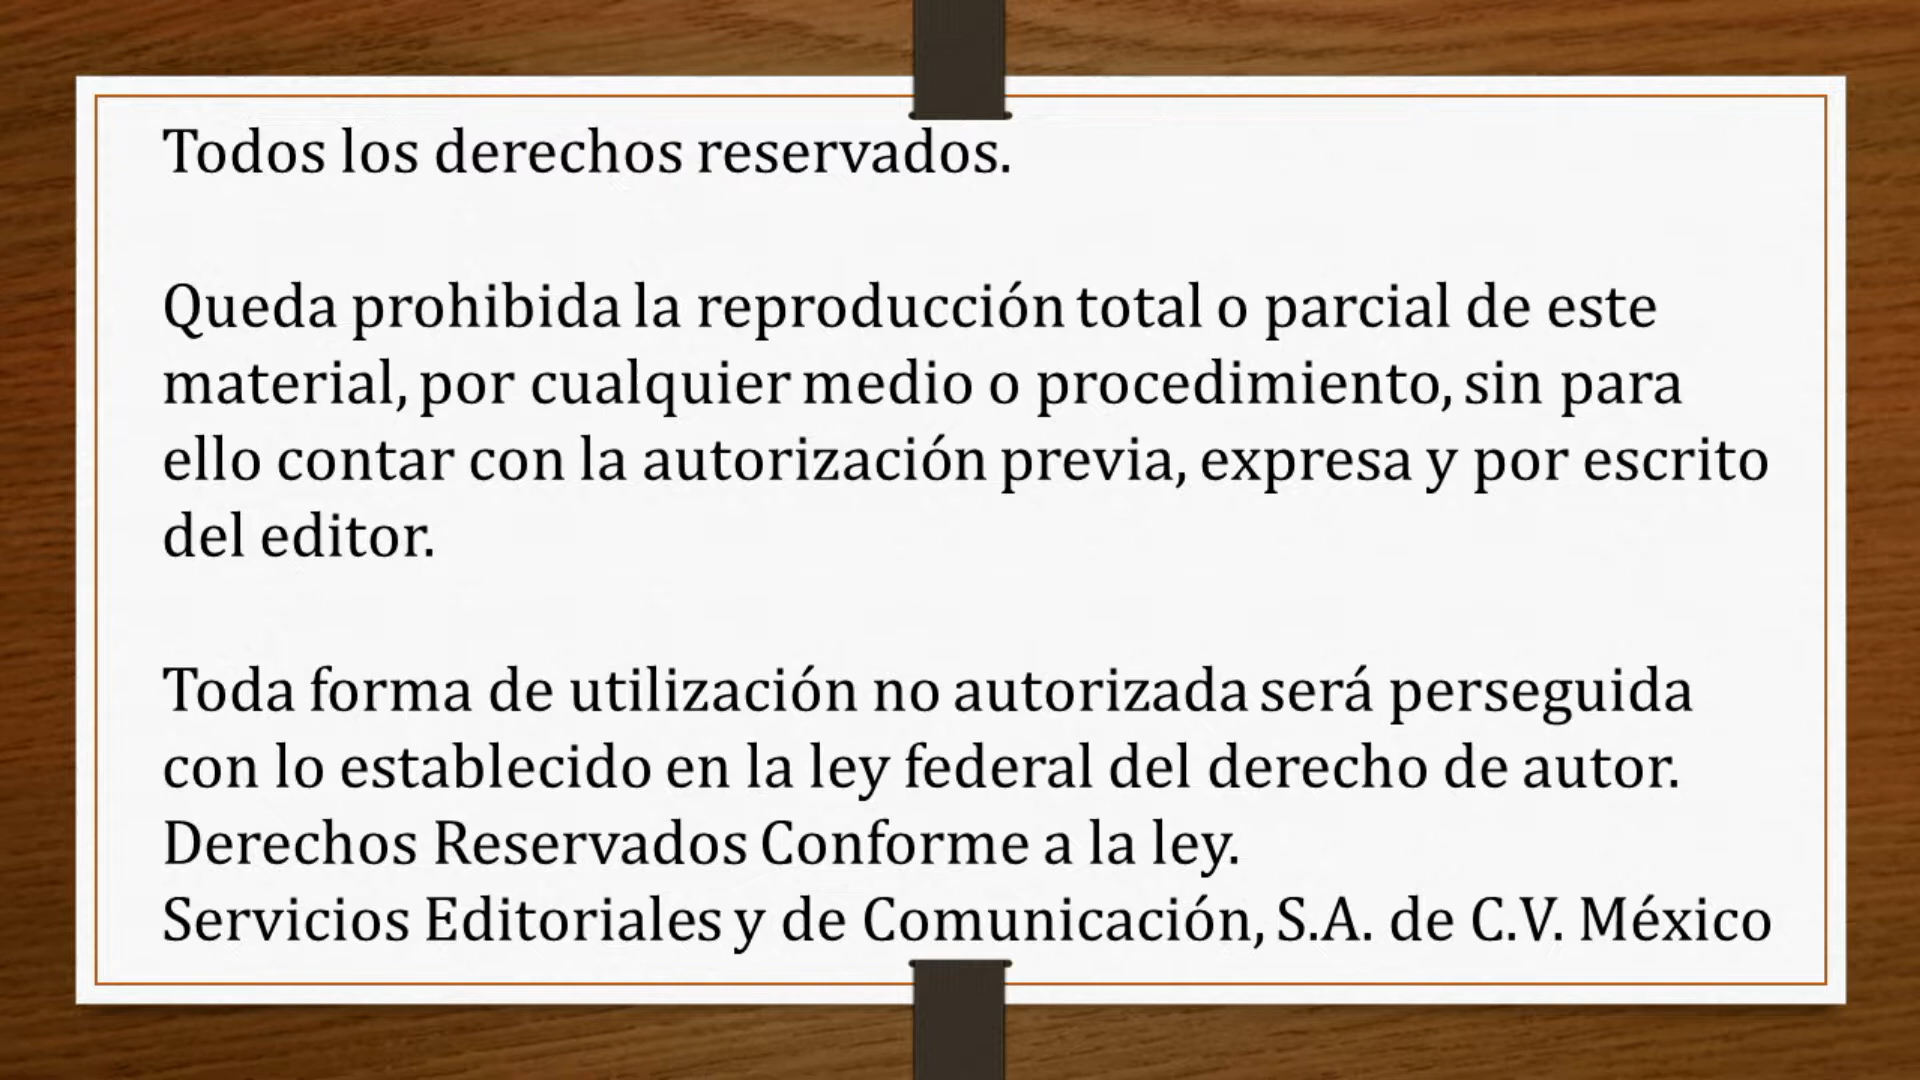 Todos los derechos reservados.
Queda prohibida la reproducción total o parcial de este
material, por cualquier medio o procedimiento, sin para
ello contar con la autorización previa, expresa y por escrito
del editor.
Toda forma de utilización no autorizada será perseguida
con lo establecido en la ley federal del derecho de autor.
Derechos Reservados Conforme a la ley.
Servicios Editoriales y de Comunicación, S.A. de C.V. México